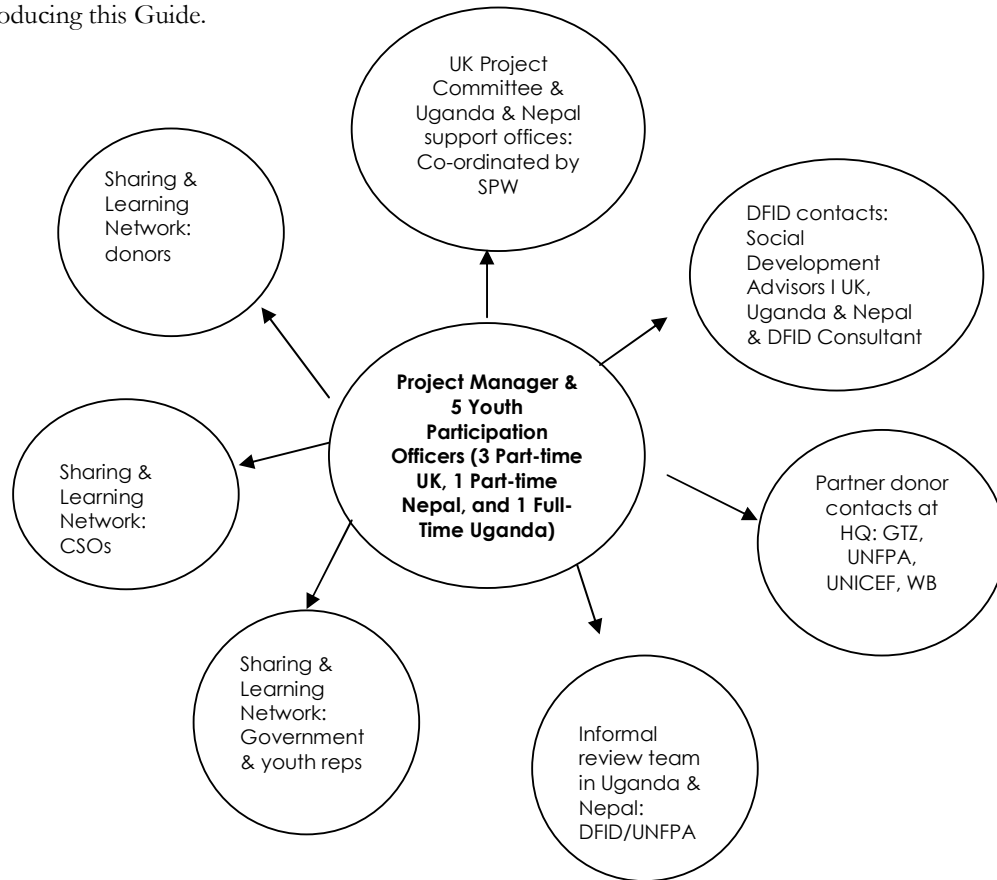 oducing this Guide.
UK Project
Committee &
Uganda & Nepal
support offices:
Co-ordinated by
SPW
Sharing &
Learning
Network:
donors
DFID contacts:
Social
Development
Advisors I UK,
Uganda & Nepal
& DFID Consultant
Project Manager &
5 Youth
Participation
Officers (3 Part-time
UK, 1 Part-time
Nepal, and 1 Full-
Time Uganda)
Sharing &
Learning
Network:
CSOs
Partner donor
contacts at
HQ: GTZ,
UNFPA,
UNICEF, WB
Sharing &
Learning
Network:
Government
& youth reps
Informal
review team
in Uganda &
Nepal:
DFID/UNFPA